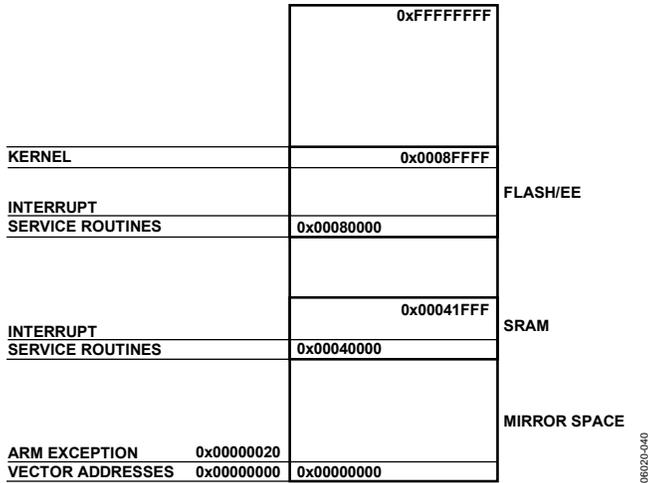 0xFFFFFFFF
KERNEL 0x0008FFFF
FLASH/EE
INTERRUPT
SERVICE ROUTINES 0x00080000
0x00041FFF
SRAM
INTERRUPT
SERVICE ROUTINES 0x00040000
MIRROR SPACE
ARM EXCEPTION 0x00000020
VECTOR ADDRESSES 0x00000000 0x00000000
06020-040